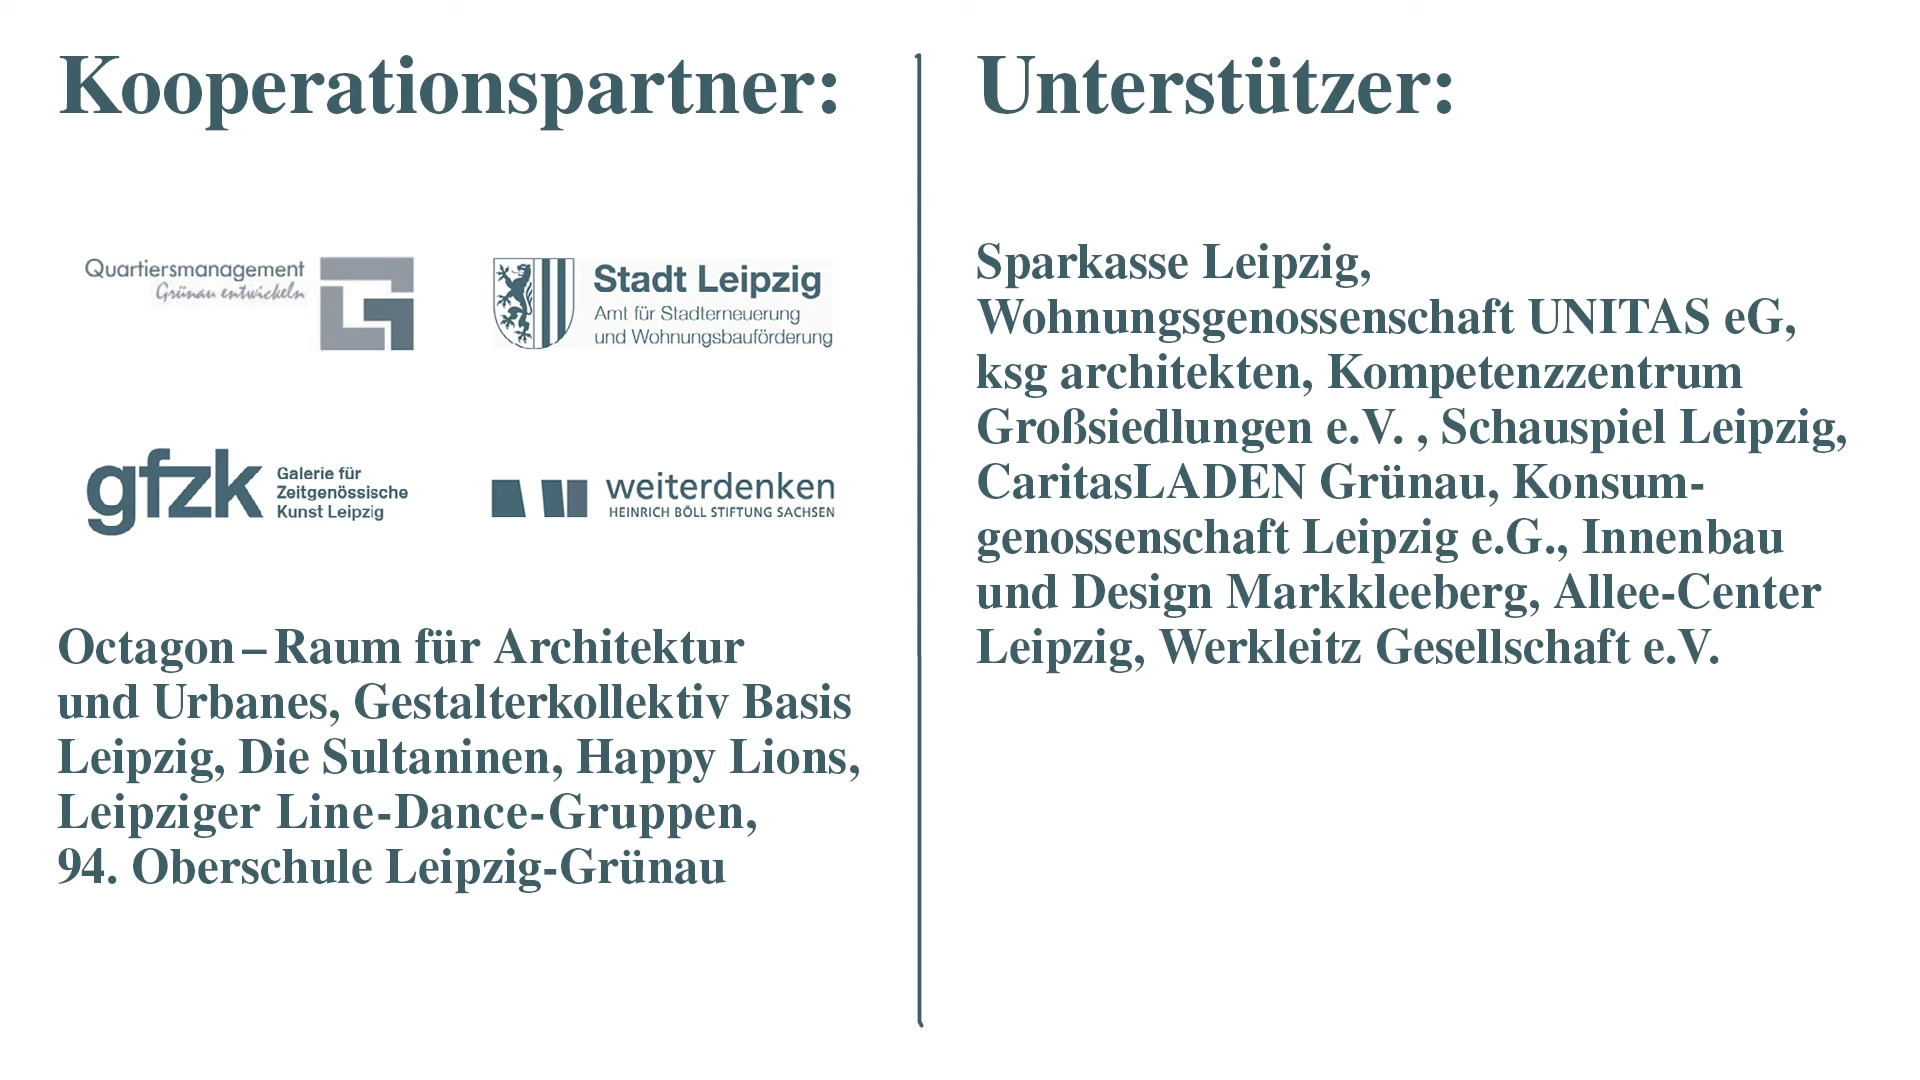 Kooperationspartner:
Quartiersmanagement
Grünau entwickeln
Stadt Leipzig
Amt für Stadterneuerung
und Wohnungsbauförderung
gfzk
Galerie für
Zeitgenössische
Kunst Leipzig
weiterdenken
HEINRICH BÖLL STIFTUNG SACHSEN
Octagon – Raum für Architektur
und Urbanes, Gestalterkollektiv Basis
Leipzig, Die Sultaninen, Happy Lions,
Leipziger Line-Dance-Gruppen,
94. Oberschule Leipzig-Grünau
Unterstützer:
Sparkasse Leipzig,
Wohnungsgenossenschaft UNITAS eG,
ksg architekten, Kompetenzzentrum
Großsiedlungen e.V. , Schauspiel Leipzig,
CaritasLADEN Grünau, Konsum-
genossenschaft Leipzig e.G., Innenbau
und Design Markkleeberg, Allee-Center
Leipzig, Werkleitz Gesellschaft e.V.